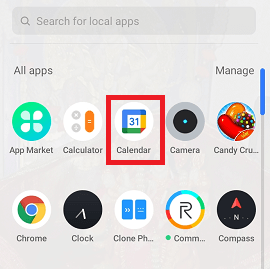 Search for local apps
All apps Manage
31
App Market Calculator Calendar Camera Candy Cru...
N
Chrome Clock Clone Ph... Comm... Compass